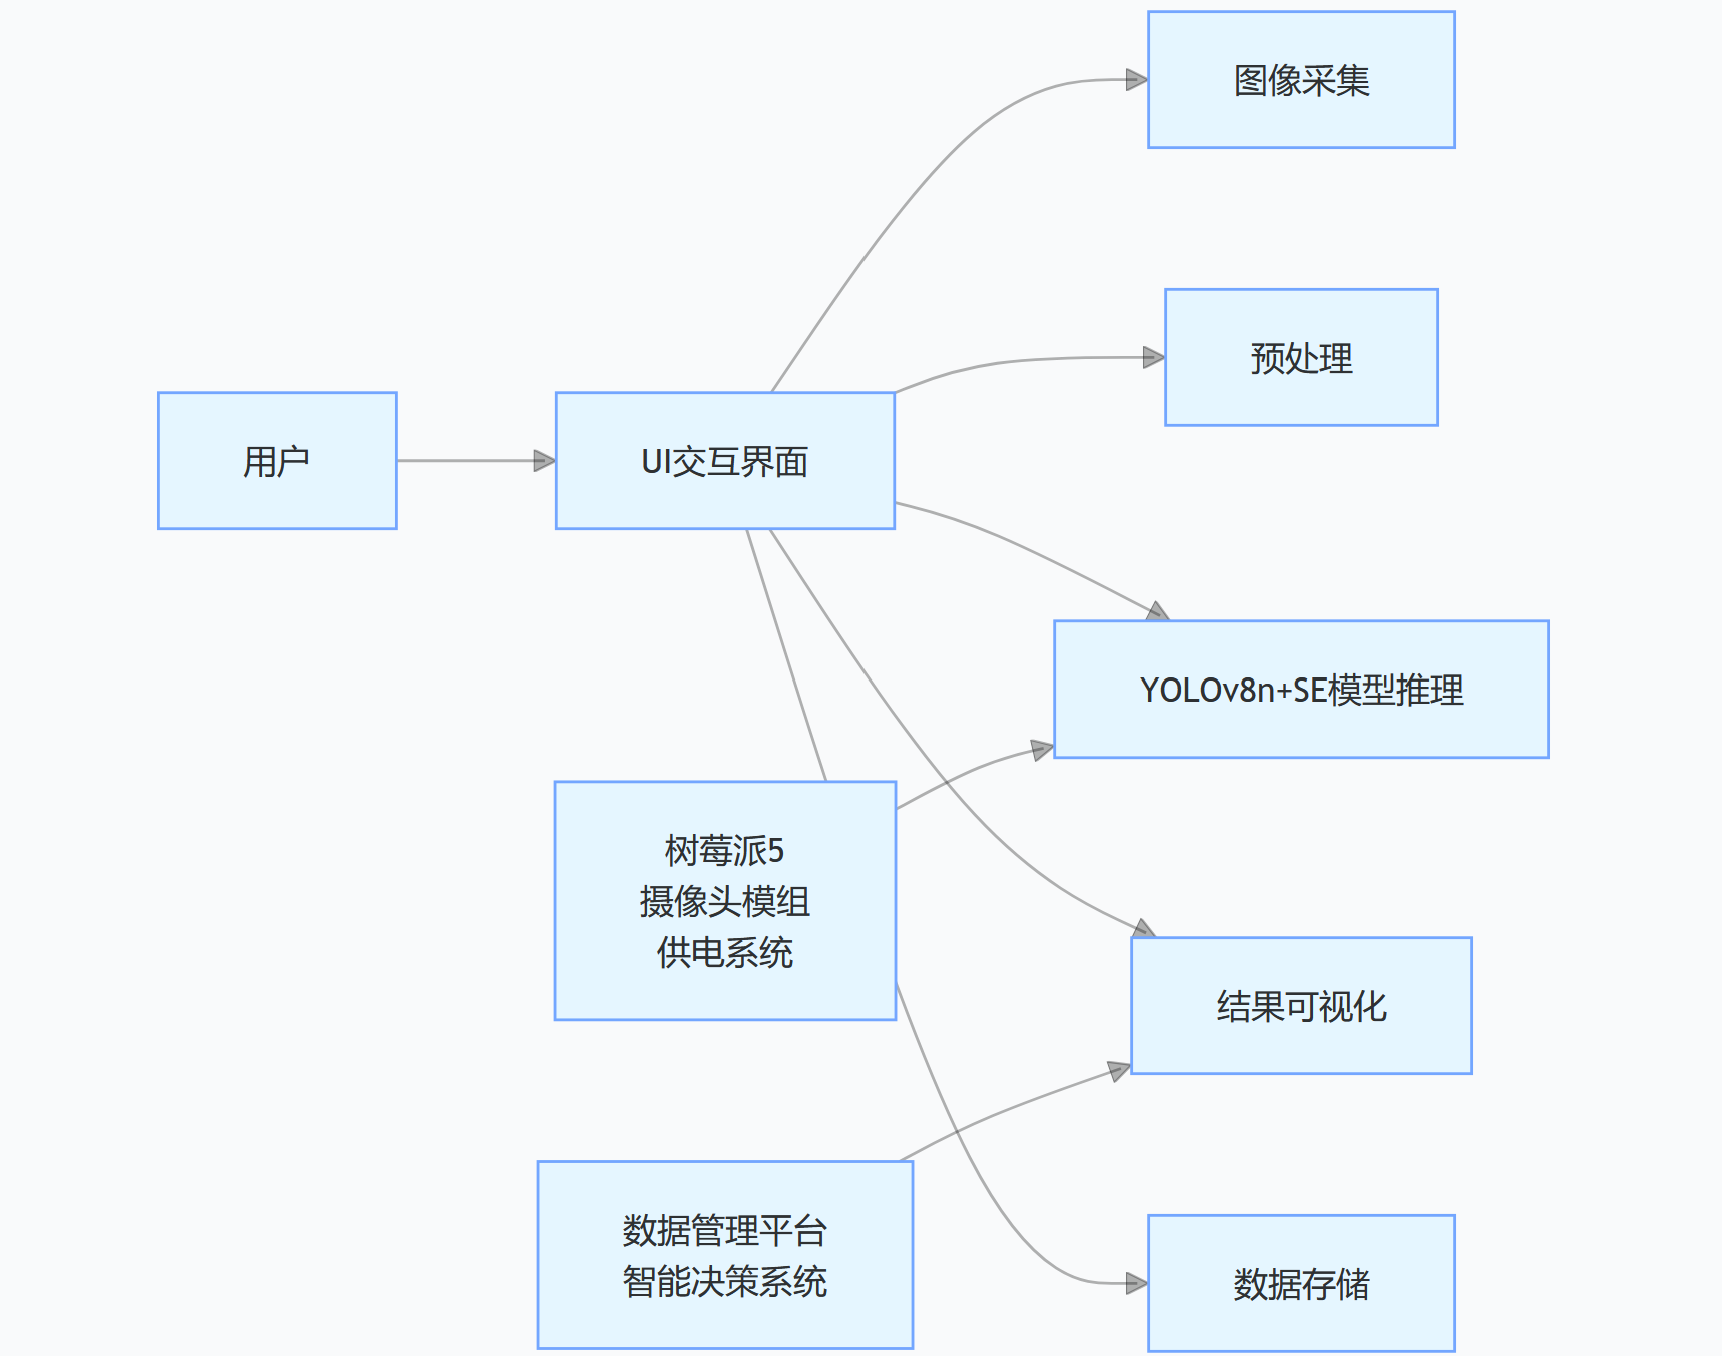 图像采集
预处理
用户
UI交互界面
YOLOv8n+SE模型推理
树莓派5
摄像头模组
供电系统
结果可视化
数据管理平台
智能决策系统
数据存储